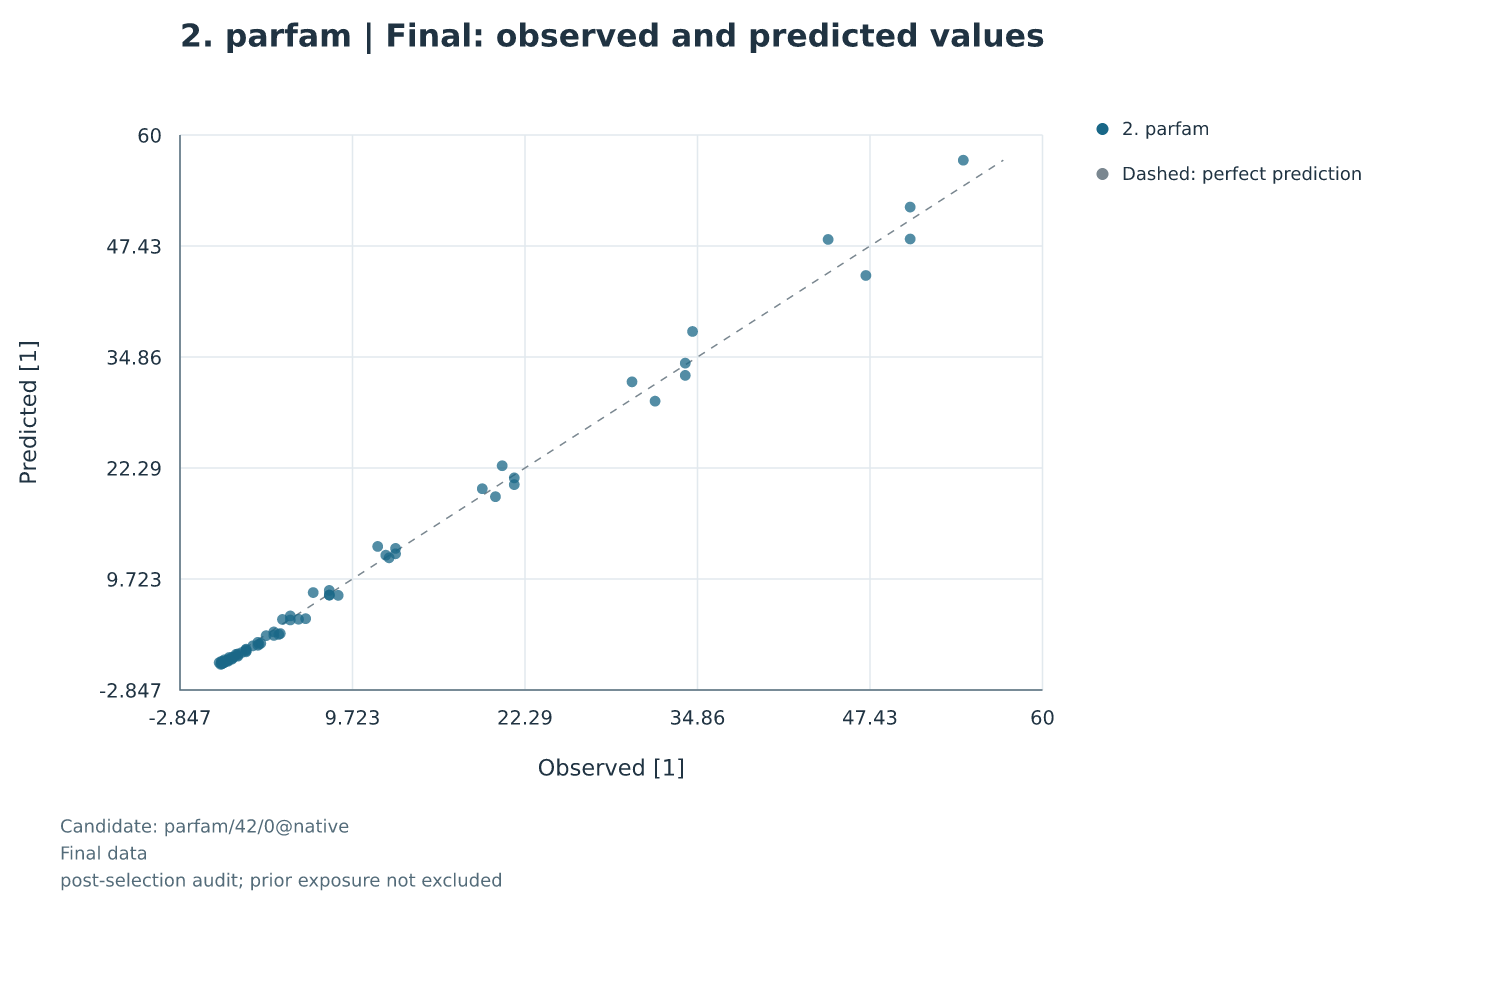 2. parfam | Final: observed and predicted values
2. parfam
Dashed: perfect prediction
60
47.43
34.86
22.29
9.723
-2.847
Predicted [1]
-2.847 9.723 22.29 34.86 47.43 60
Observed [1]
Candidate: parfam/42/0@native
Final data
post-selection audit; prior exposure not excluded